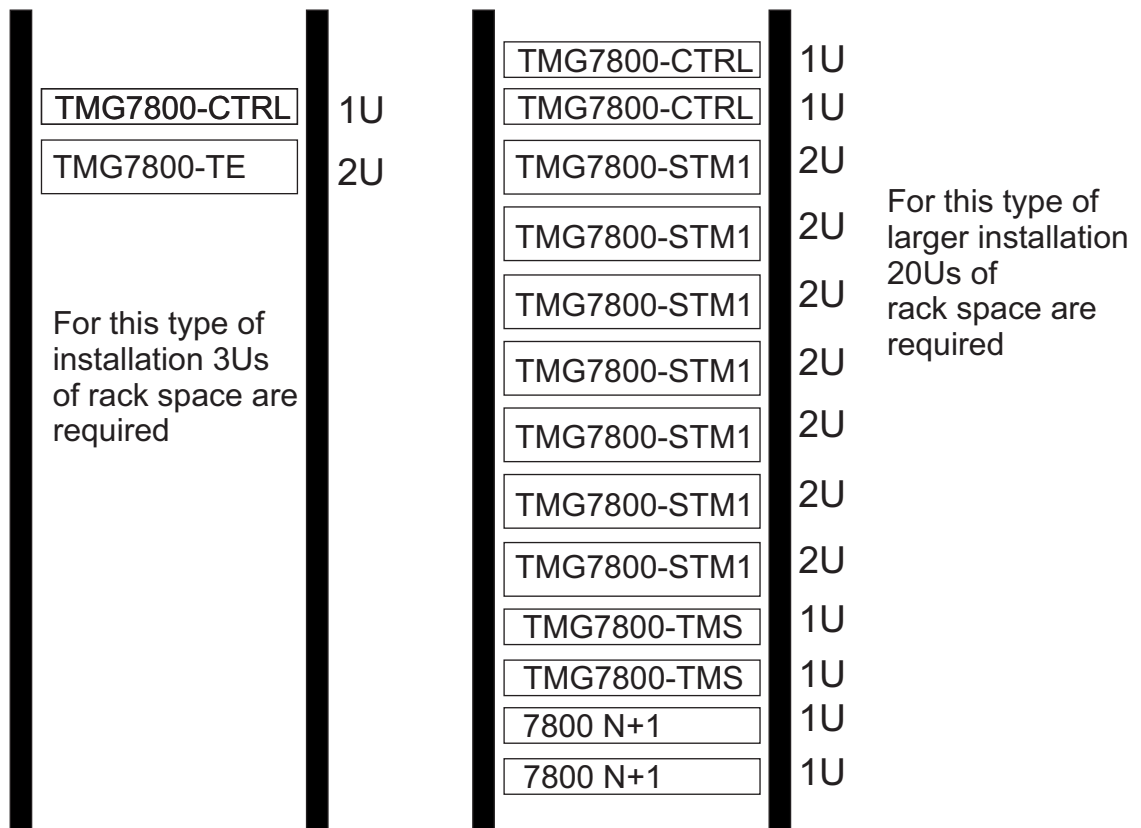 TMG7800-CTRL 1U
TMG7800-TE 2U
For this type of
installation 3Us
of rack space are
required
TMG7800-CTRL 1U
TMG7800-CTRL 1U
TMG7800-STM1 2U
TMG7800-STM1 2U
TMG7800-STM1 2U
TMG7800-STM1 2U
TMG7800-STM1 2U
TMG7800-STM1 2U
TMG7800-STM1 2U
TMG7800-TMS 1U
TMG7800-TMS 1U
7800 N+1 1U
7800 N+1 1U
For this type of
larger installation
20Us of
rack space are
required